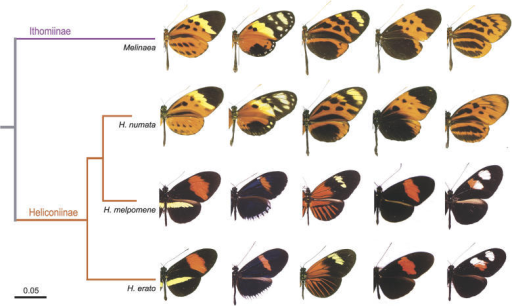 Ithomiinae
Melinaea
H. numata
Heliconiinae
H. melpomene
H. erato
0.05